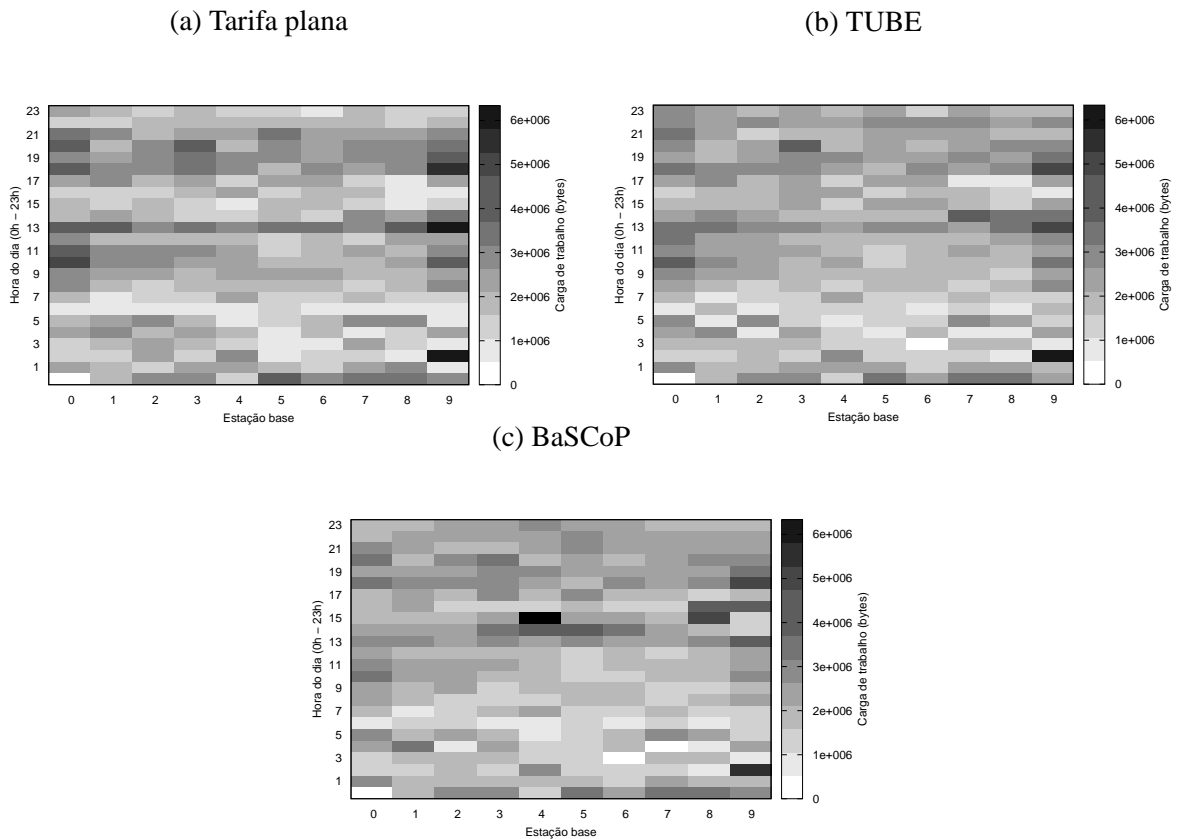 (a) Tarifa plana
(b) TUBE
23
21
19
17
15
13
11
9
7
5
3
1
Hora do dia (0h – 23h)
0 1 2 3 4 5 6 7 8 9
Estação base
6e+006
5e+006
4e+006
3e+006
2e+006
1e+006
0
Carga de trabalho (bytes)
23
21
19
17
15
13
11
9
7
5
3
1
Hora do dia (0h – 23h)
0 1 2 3 4 5 6 7 8 9
Estação base
6e+006
5e+006
4e+006
3e+006
2e+006
1e+006
0
Carga de trabalho (bytes)
(c) BaSCoP
23
21
19
17
15
13
11
9
7
5
3
1
Hora do dia (0h – 23h)
0 1 2 3 4 5 6 7 8 9
Estação base
6e+006
5e+006
4e+006
3e+006
2e+006
1e+006
0
Carga de trabalho (bytes)